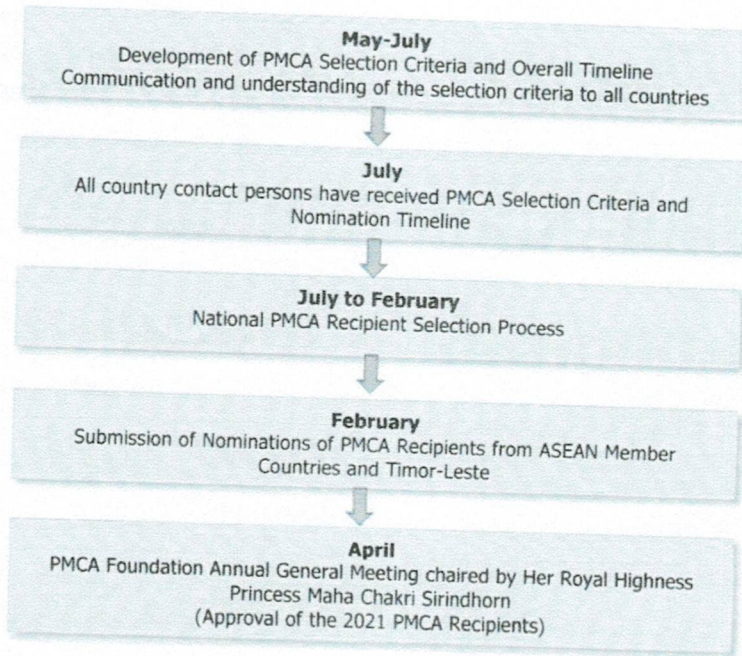 May-July
Development of PMCA Selection Criteria and Overall Timeline
Communication and understanding of the selection criteria to all countries
July
All country contact persons have received PMCA Selection Criteria and
Nomination Timeline
July to February
National PMCA Recipient Selection Process
February
Submission of Nominations of PMCA Recipients from ASEAN Member
Countries and Timor-Leste
April
PMCA Foundation Annual General Meeting chaired by Her Royal Highness
Princess Maha Chakri Sirindhorn
(Approval of the 2021 PMCA Recipients)